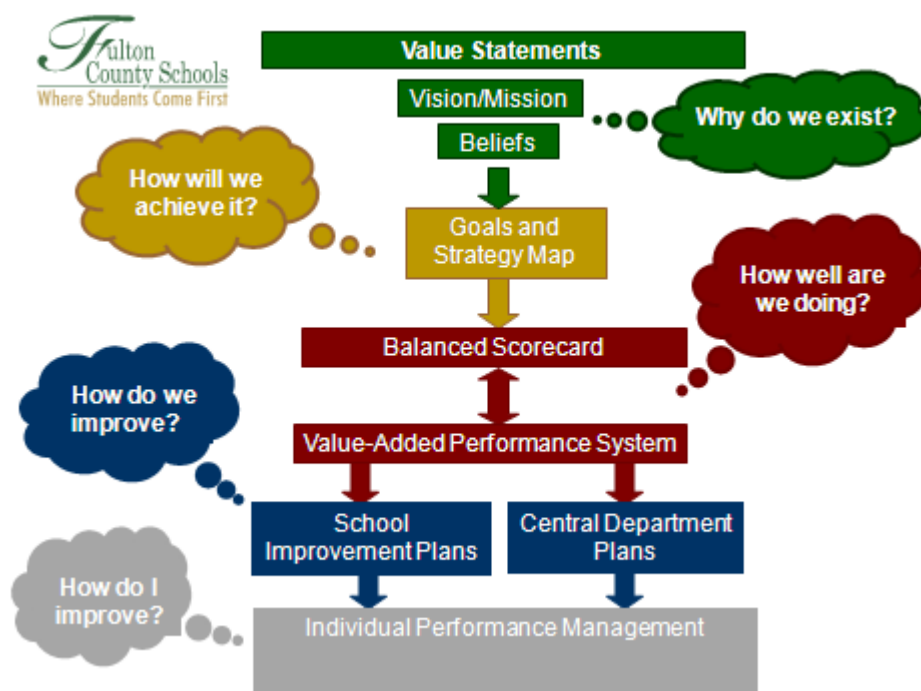 Fulton
County Schools
Where Students Come First
Value Statements
Vision/Mission
Beliefs
Why do we exist?
How will we
achieve it?
Goals and
Strategy Map
How well are
we doing?
Balanced Scorecard
How do we
improve?
Value-Added Performance System
School
Improvement Plans
Central Department
Plans
How do I
improve?
Individual Performance Management